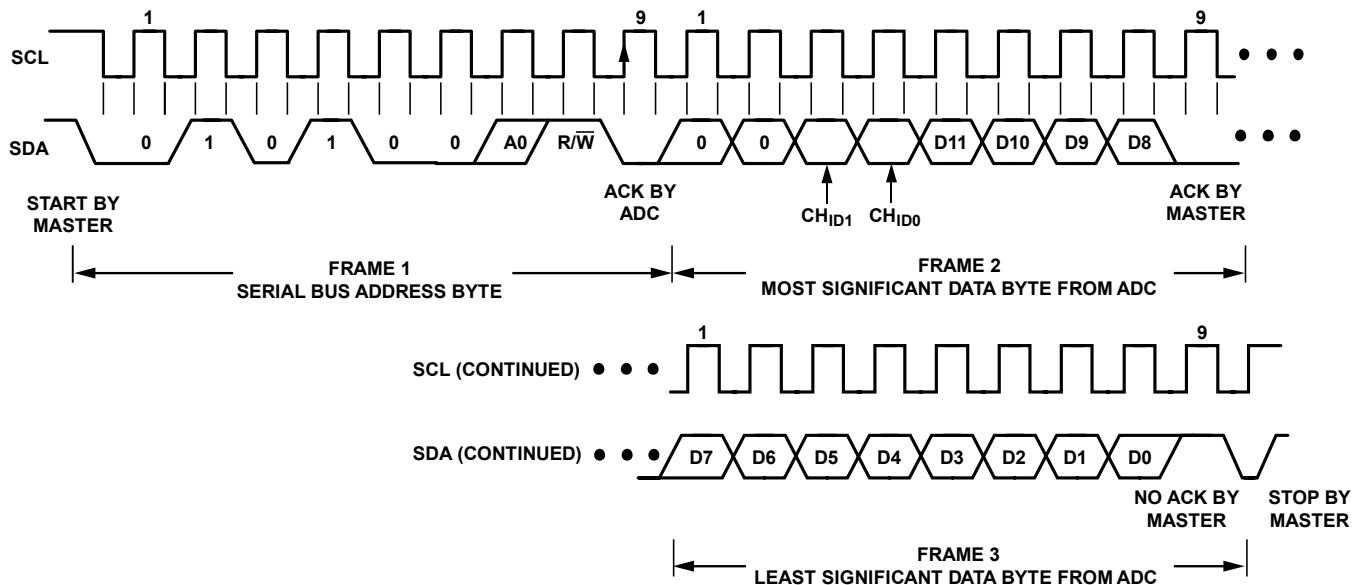 1 9 1 9
SCL
SDA 0 1 0 1 0 0 A0 R/W̅ 0 0 D11 D10 D9 D8
START BY
MASTER
ACK BY
ADC
CH_ID1 CH_ID0
ACK BY
MASTER
FRAME 1
SERIAL BUS ADDRESS BYTE
FRAME 2
MOST SIGNIFICANT DATA BYTE FROM ADC
1 9
SCL (CONTINUED)
SDA (CONTINUED) D7 D6 D5 D4 D3 D2 D1 D0
NO ACK BY
MASTER
STOP BY
MASTER
FRAME 3
LEAST SIGNIFICANT DATA BYTE FROM ADC